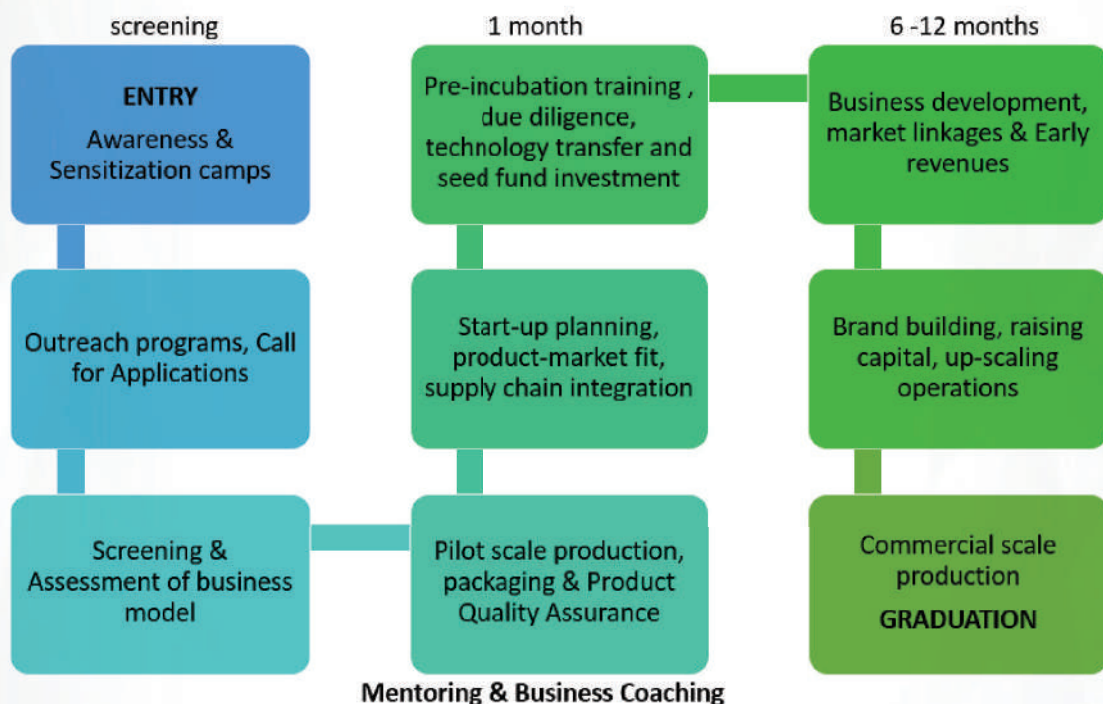 screening
ENTRY
Awareness &
Sensitization camps
Outreach programs, Call
for Applications
Screening &
Assessment of business
model
1 month
Pre-incubation training ,
due diligence,
technology transfer and
seed fund investment
Start-up planning,
product-market fit,
supply chain integration
Pilot scale production,
packaging & Product
Quality Assurance
6 -12 months
Business development,
market linkages & Early
revenues
Brand building, raising
capital, up-scaling
operations
Commercial scale
production
GRADUATION
Mentoring & Business Coaching